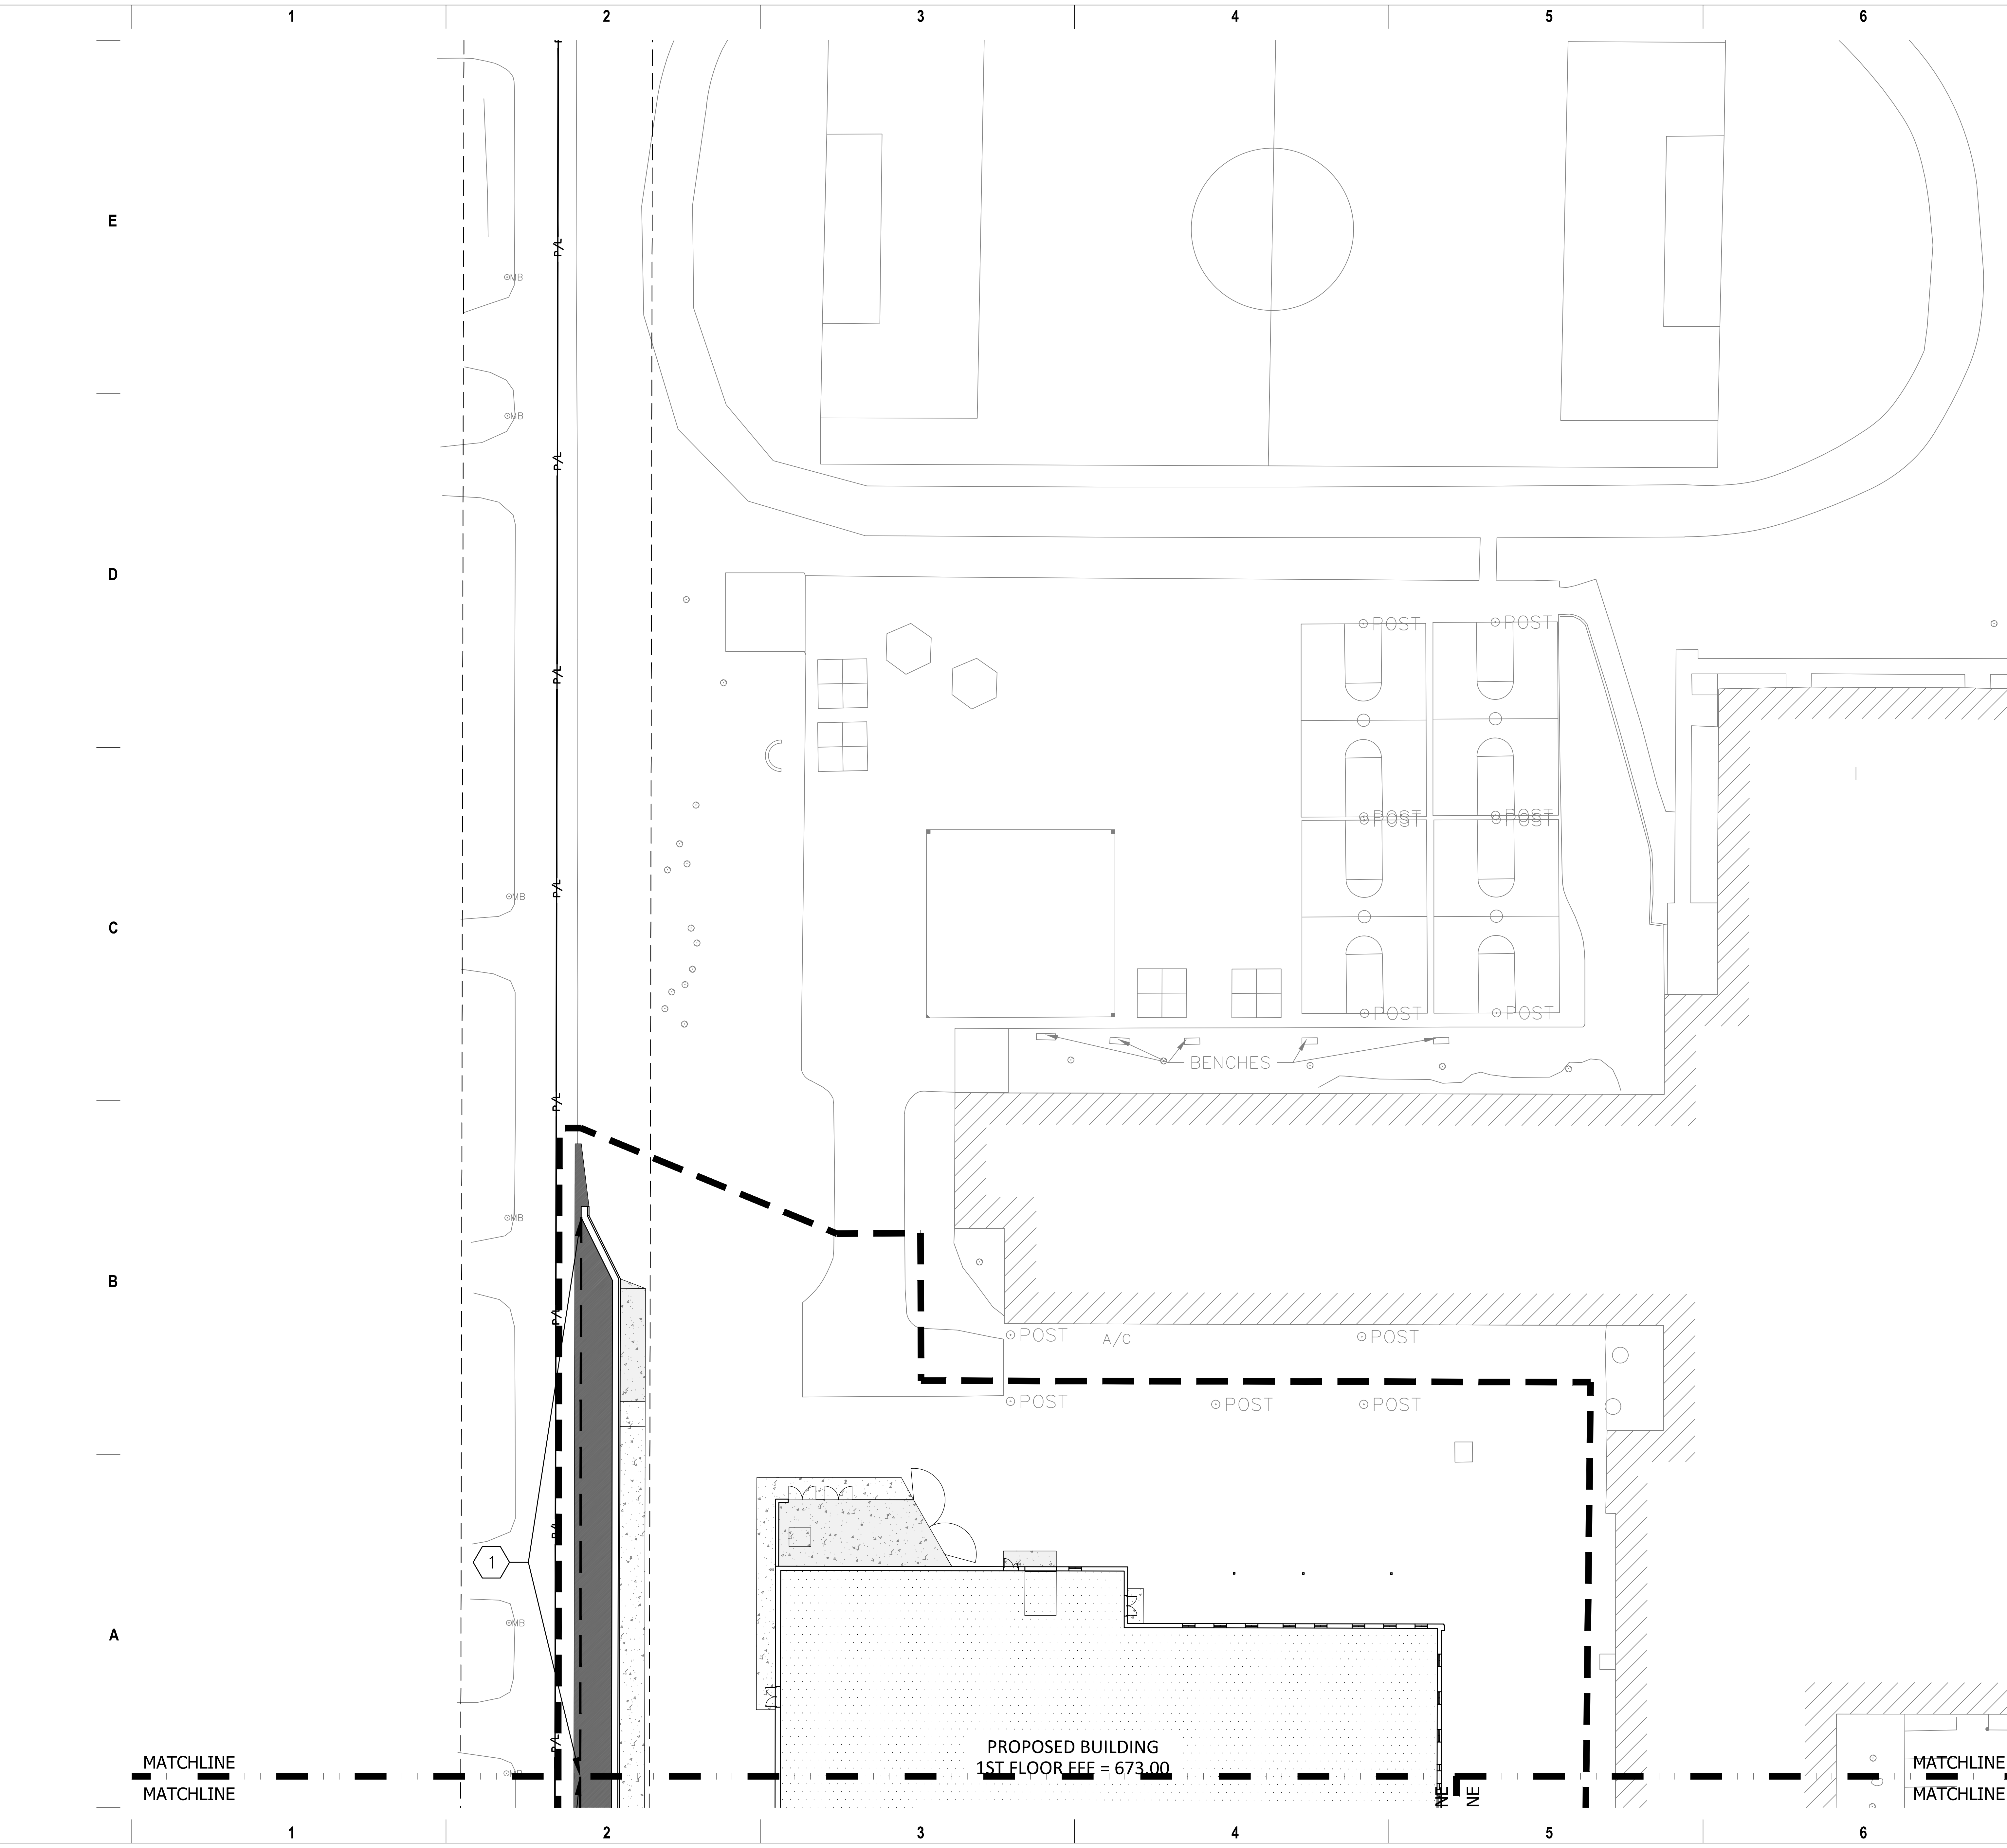 1 2 3 4 5 6
E
P/L
MB
MB
P/L
D
POST POST
P/L
POST POST
POST POST
P/L
MB
C
POST POST
BENCHES
P/L
MB
B
P/L
POST A/C POST
POST POST POST
P/L
1
MB
A
P/L
PROPOSED BUILDING
1ST FLOOR FFE = 673.00
MATCHLINE MATCHLINE
MB
MATCHLINE MATCHLINE
NE
NE
1 2 3 4 5 6